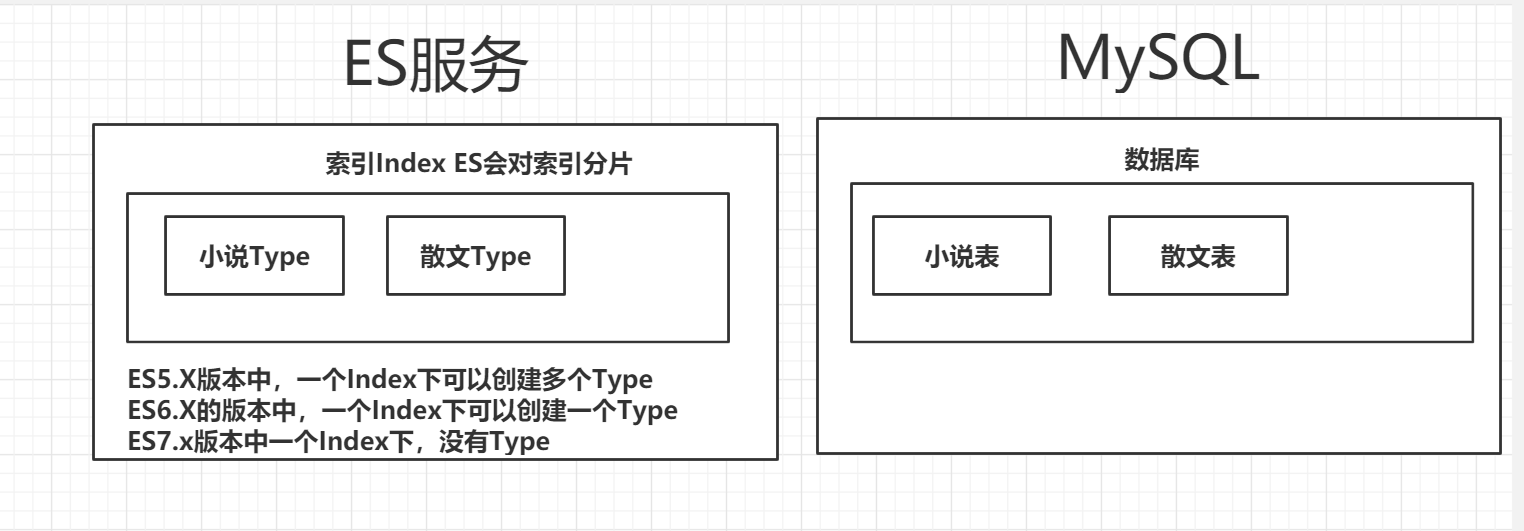 ES服务
索引Index ES会对索引分片
小说Type
散文Type
ES5.X版本中，一个Index下可以创建多个Type
ES6.X的版本中，一个Index下可以创建一个Type
ES7.x版本中一个Index下，没有Type
MySQL
数据库
小说表
散文表